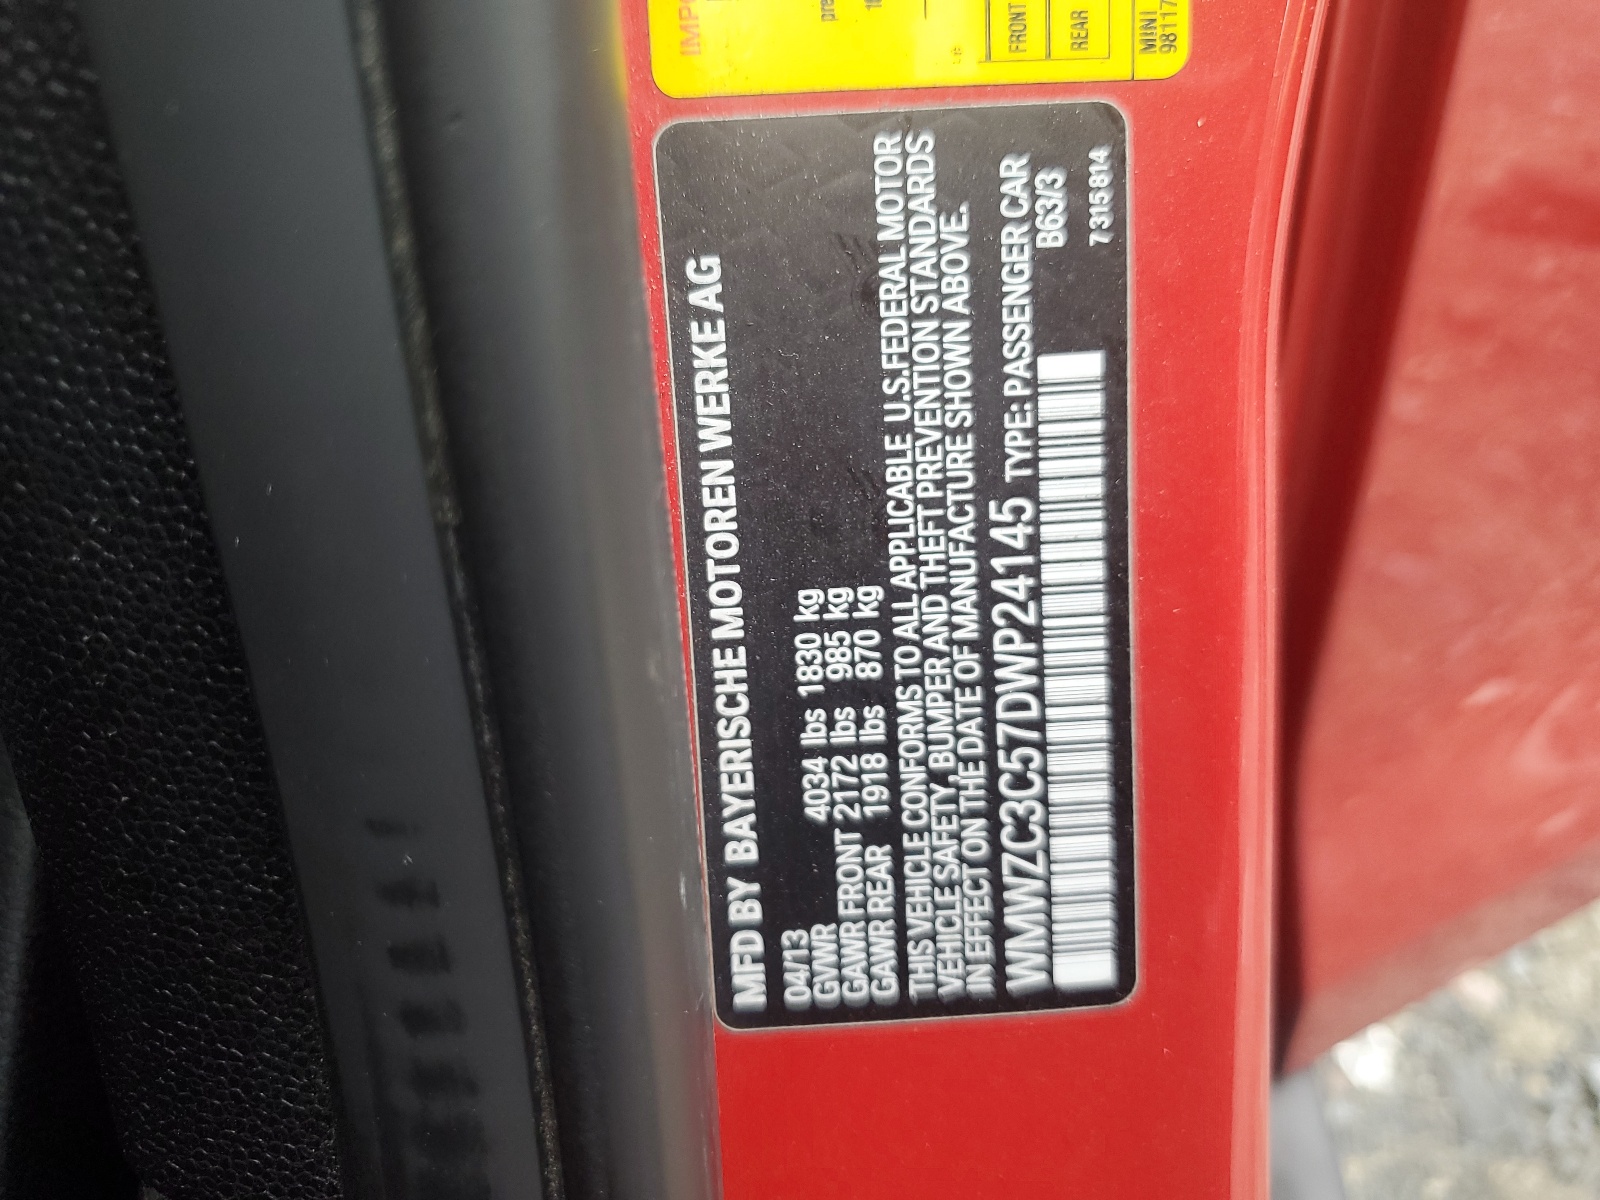 MFD BY BAYERISCHE MOTOREN WERKE AG
04/13
GVWR 4034 lbs 1830 kg
GAWR FRONT 2172 lbs 985 kg
GAWR REAR 1918 lbs 870 kg
THIS VEHICLE CONFORMS TO ALL APPLICABLE U.S.FEDERAL MOTOR
VEHICLE SAFETY, BUMPER AND THEFT PREVENTION STANDARDS
IN EFFECT ON THE DATE OF MANUFACTURE SHOWN ABOVE.
WMWZC3C57DWP24145 TYPE: PASSENGER CAR
B63/3
7 315 814
FRONT
REAR
MINI